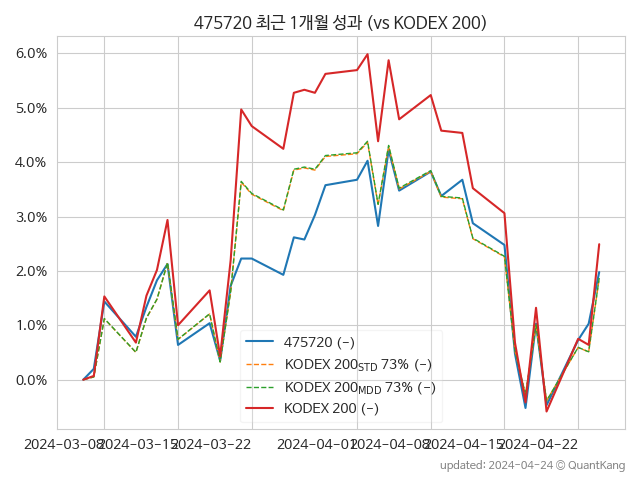 475720 최근 1개월 성과 (vs KODEX 200)
6.0%
5.0%
4.0%
3.0%
2.0%
1.0%
0.0%
475720 (-)
KODEX 200STD 73% (-)
KODEX 200MDD 73% (-)
KODEX 200 (-)
2024-03-08 2024-03-15 2024-03-22 2024-04-01 2024-04-08 2024-04-15 2024-04-22
updated: 2024-04-24 @ QuantKang